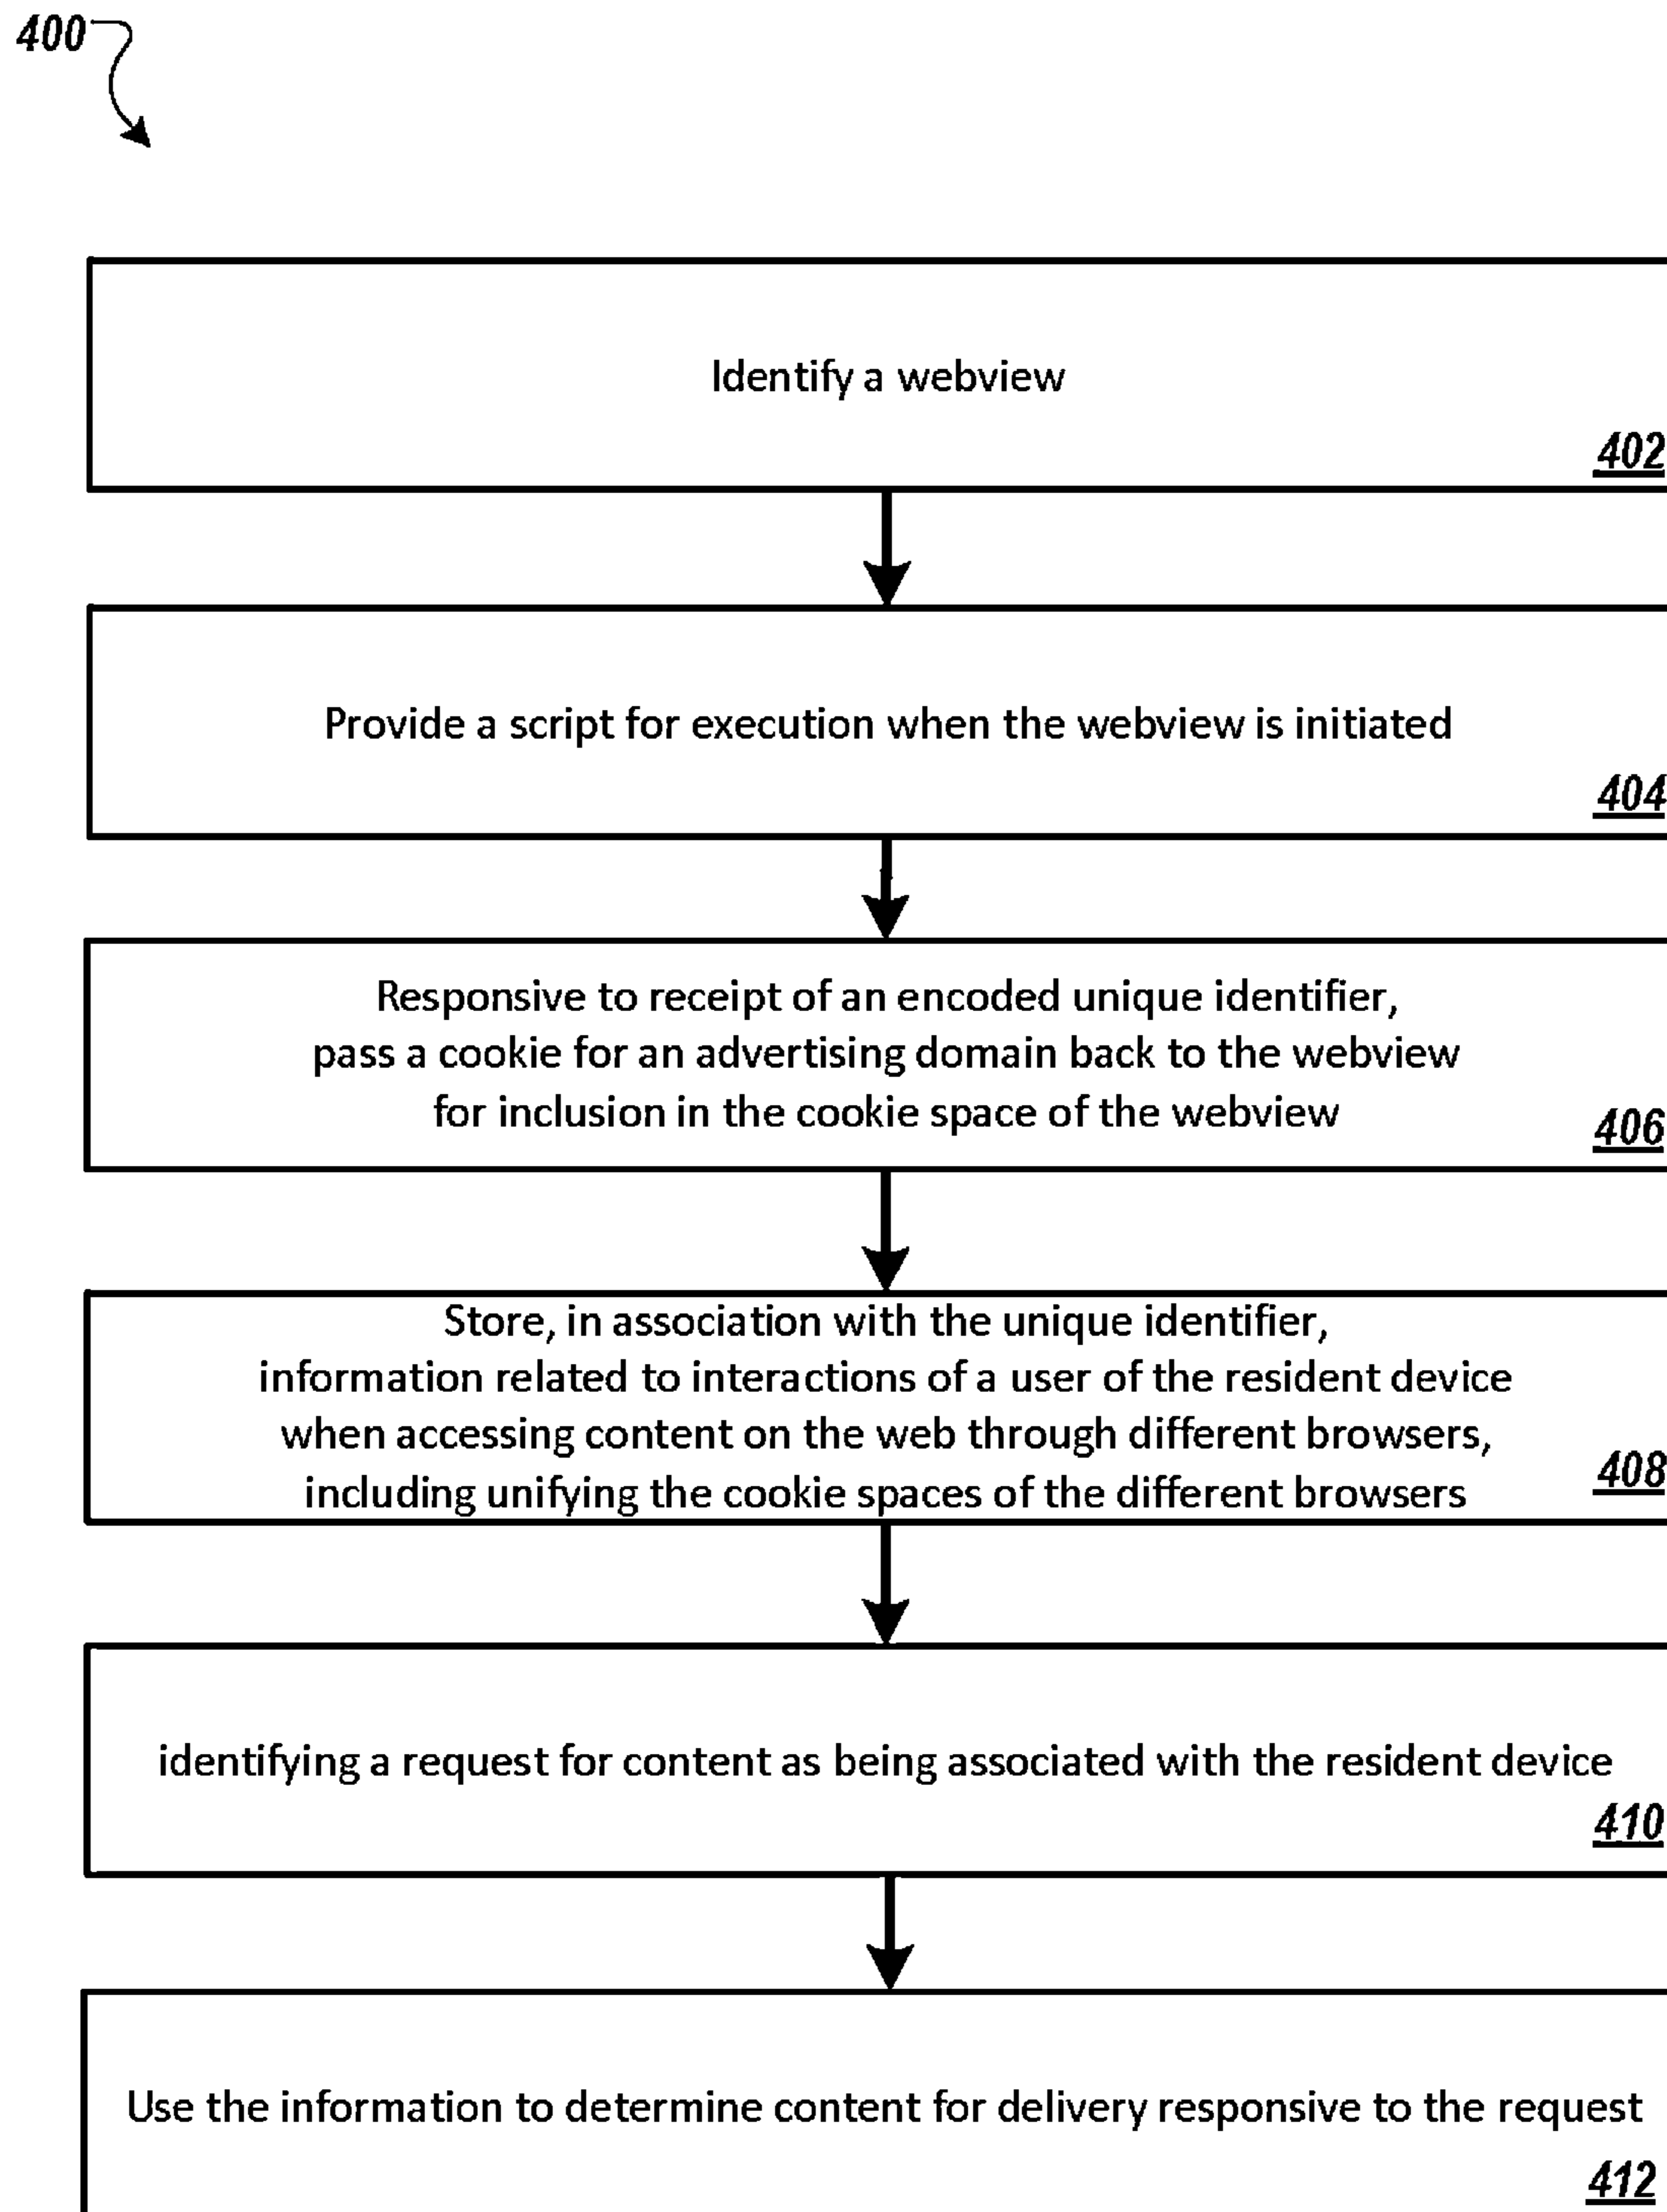 400
Identify a webview
402
Provide a script for execution when the webview is initiated
404
Responsive to receipt of an encoded unique identifier,
pass a cookie for an advertising domain back to the webview
for inclusion in the cookie space of the webview
406
Store, in association with the unique identifier,
information related to interactions of a user of the resident device
when accessing content on the web through different browsers,
including unifying the cookie spaces of the different browsers
408
identifying a request for content as being associated with the resident device
410
Use the information to determine content for delivery responsive to the request
412